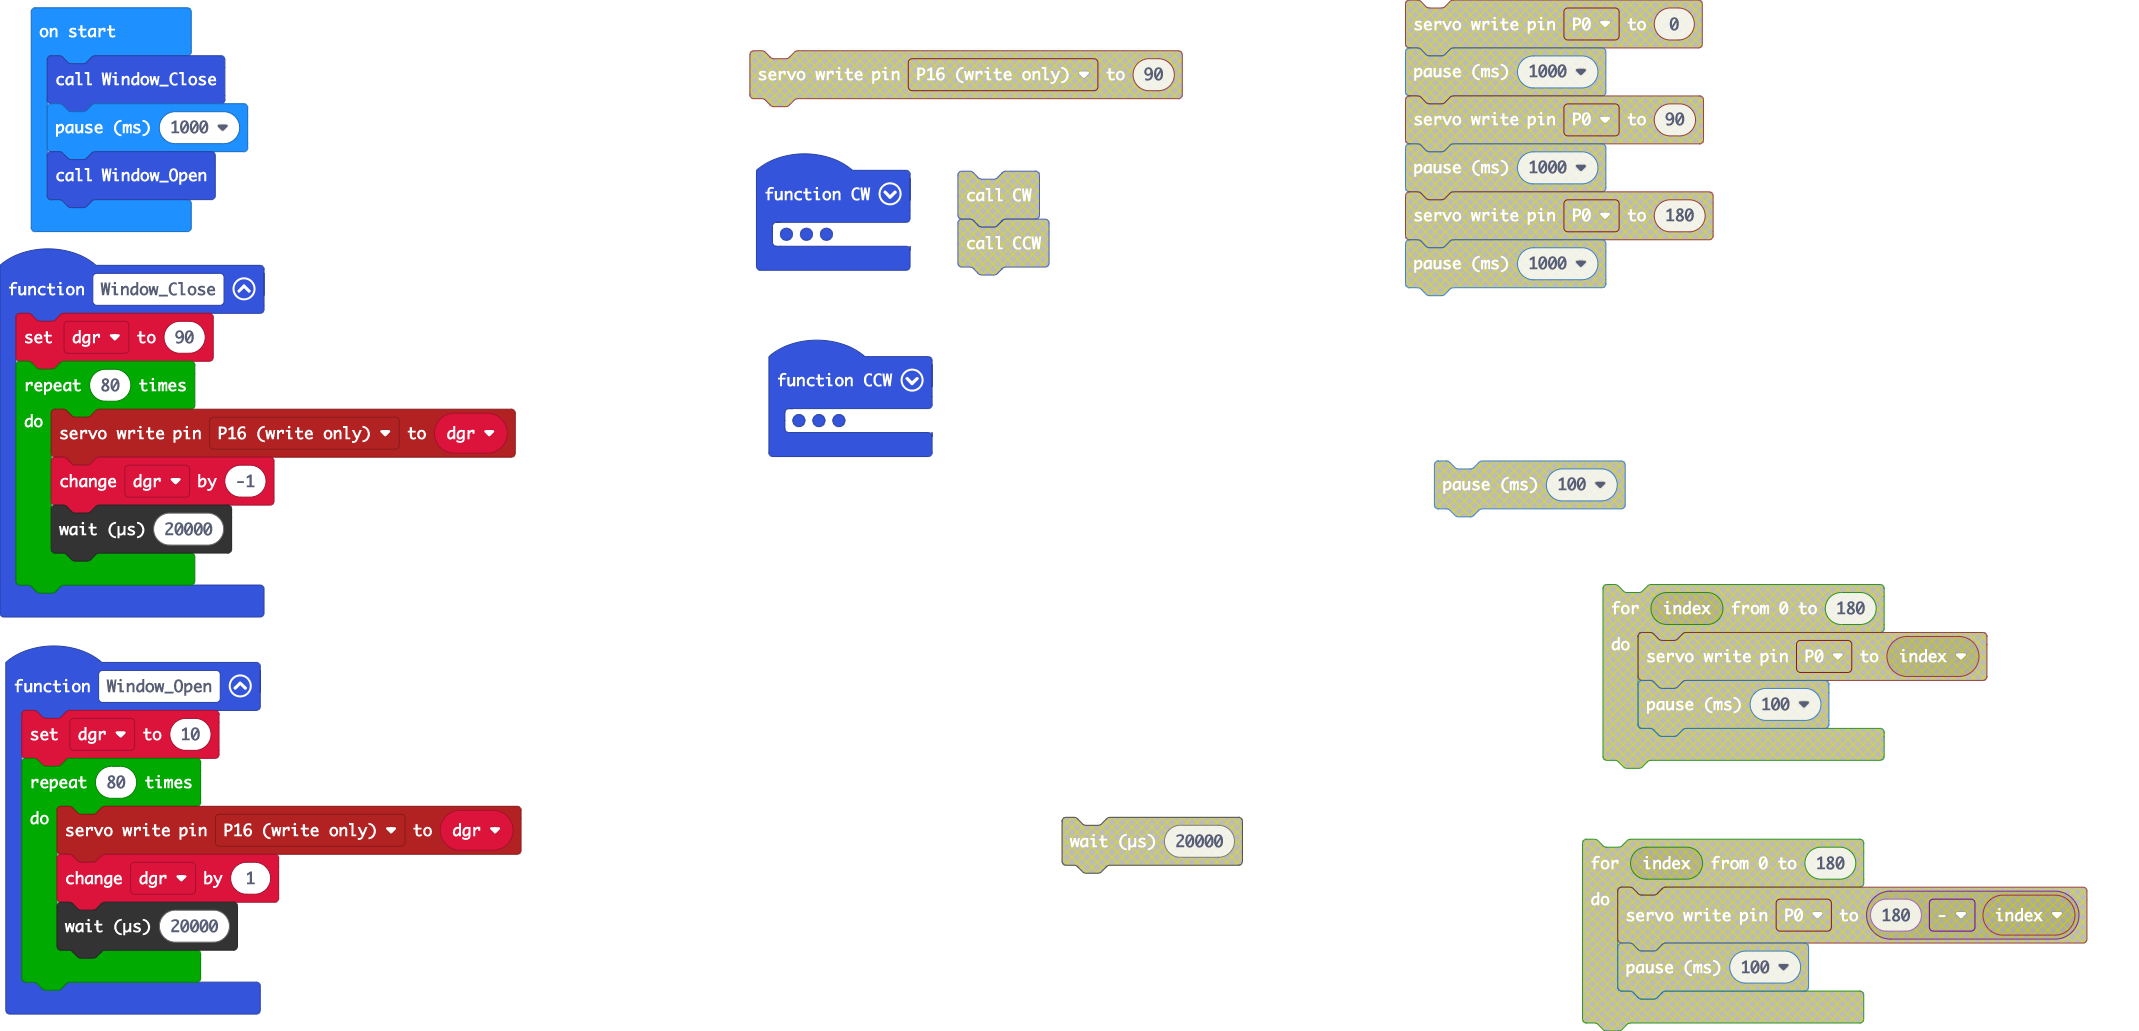 on start
call Window_Close
pause (ms) 1000
call Window_Open
function Window_Close
set dgr to 90
repeat 80 times
do
servo write pin P16 (write only) to dgr
change dgr by -1
wait (µs) 20000
function Window_Open
set dgr to 10
repeat 80 times
do
servo write pin P16 (write only) to dgr
change dgr by 1
wait (µs) 20000
servo write pin P16 (write only) to 90
function CW
call CW
call CCW
function CCW
wait (µs) 20000
servo write pin P0 to 0
pause (ms) 1000
servo write pin P0 to 90
pause (ms) 1000
servo write pin P0 to 180
pause (ms) 1000
pause (ms) 100
for index from 0 to 180
do
servo write pin P0 to index
pause (ms) 100
for index from 0 to 180
do
servo write pin P0 to 180 - index
pause (ms) 100